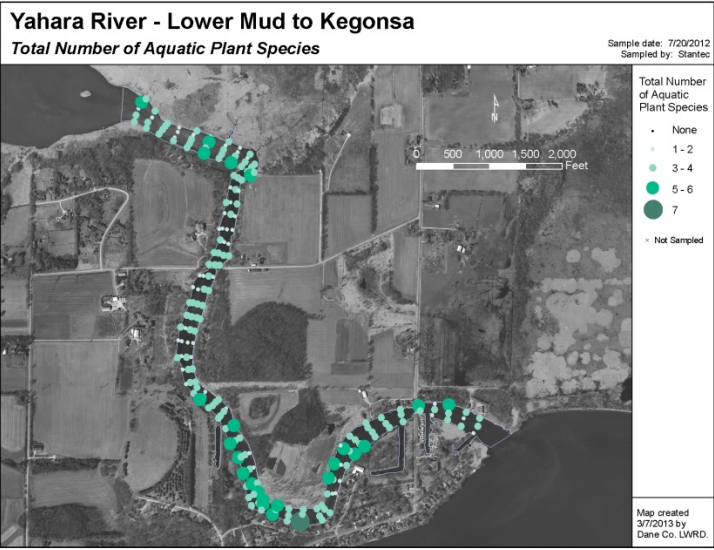 Yahara River - Lower Mud to Kegonsa
Total Number of Aquatic Plant Species
Sample date: 7/20/2012
Sampled by: Stantec
Total Number
of Aquatic
Plant Species
None
1 - 2
3 - 4
5 - 6
7
× Not Sampled
N
0 500 1,000 1,500 2,000
Feet
Map created
3/7/2013 by
Dane Co. LWRD.